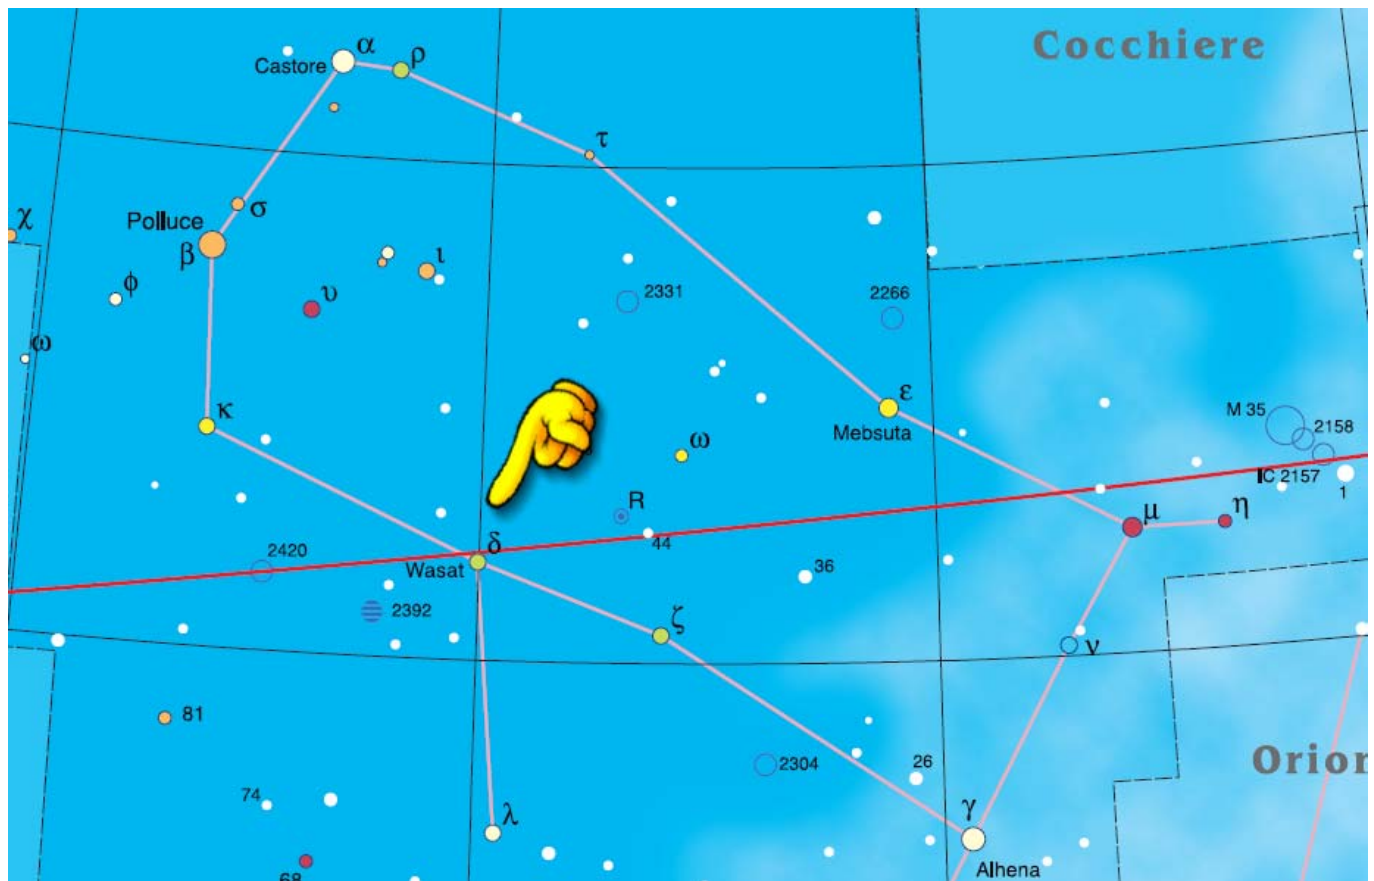 Cocchiere
α
Castore
ρ
τ
χ
Polluce
σ
β
φ
υ
ι
2331
2266
ω
κ
ε
Mebsuta
M 35
2158
IC 2157
1
ω
R
44
μ
η
δ
Wasat
2420
2392
36
ζ
ν
81
2304
26
Orion
74
λ
γ
Alhena
68